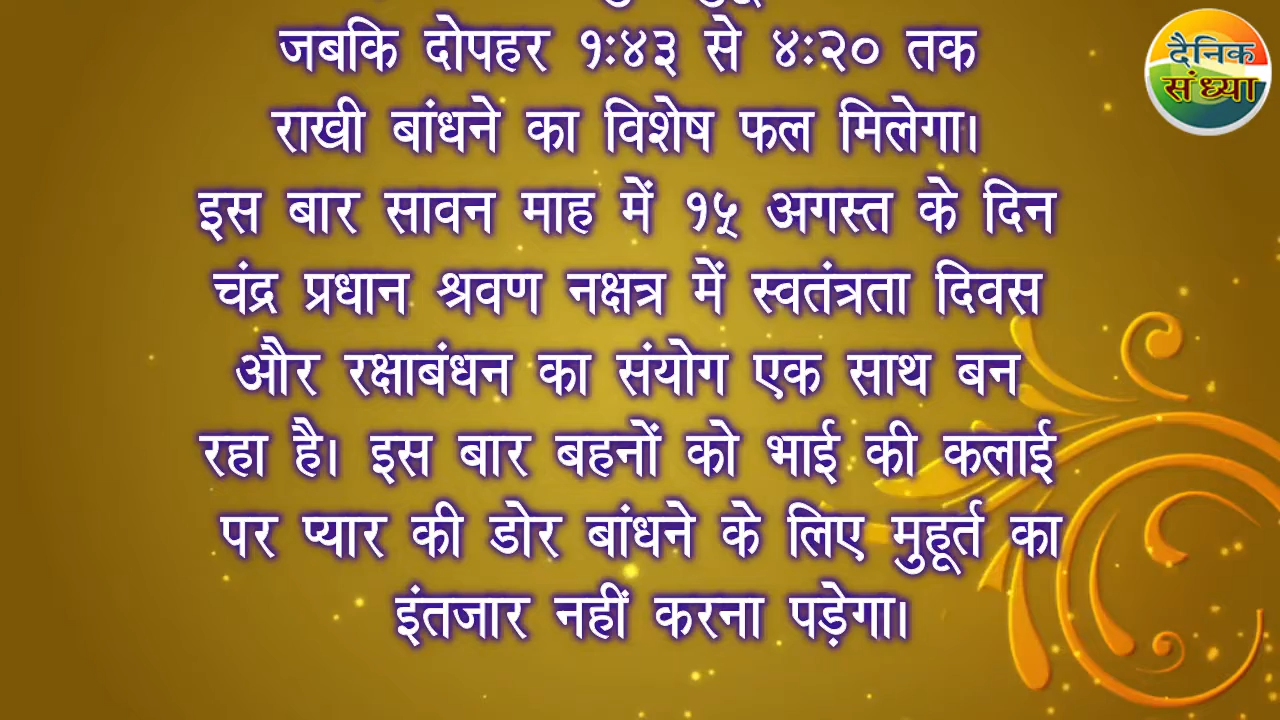 जबकि दोपहर १:४३ से ४:२० तक
राखी बांधने का विशेष फल मिलेगा।
इस बार सावन माह में १५ अगस्त के दिन
चंद्र प्रधान श्रवण नक्षत्र में स्वतंत्रता दिवस
और रक्षाबंधन का संयोग एक साथ बन
रहा है। इस बार बहनों को भाई की कलाई
पर प्यार की डोर बांधने के लिए मुहूर्त का
इंतजार नहीं करना पड़ेगा।
दैनिक
संध्या